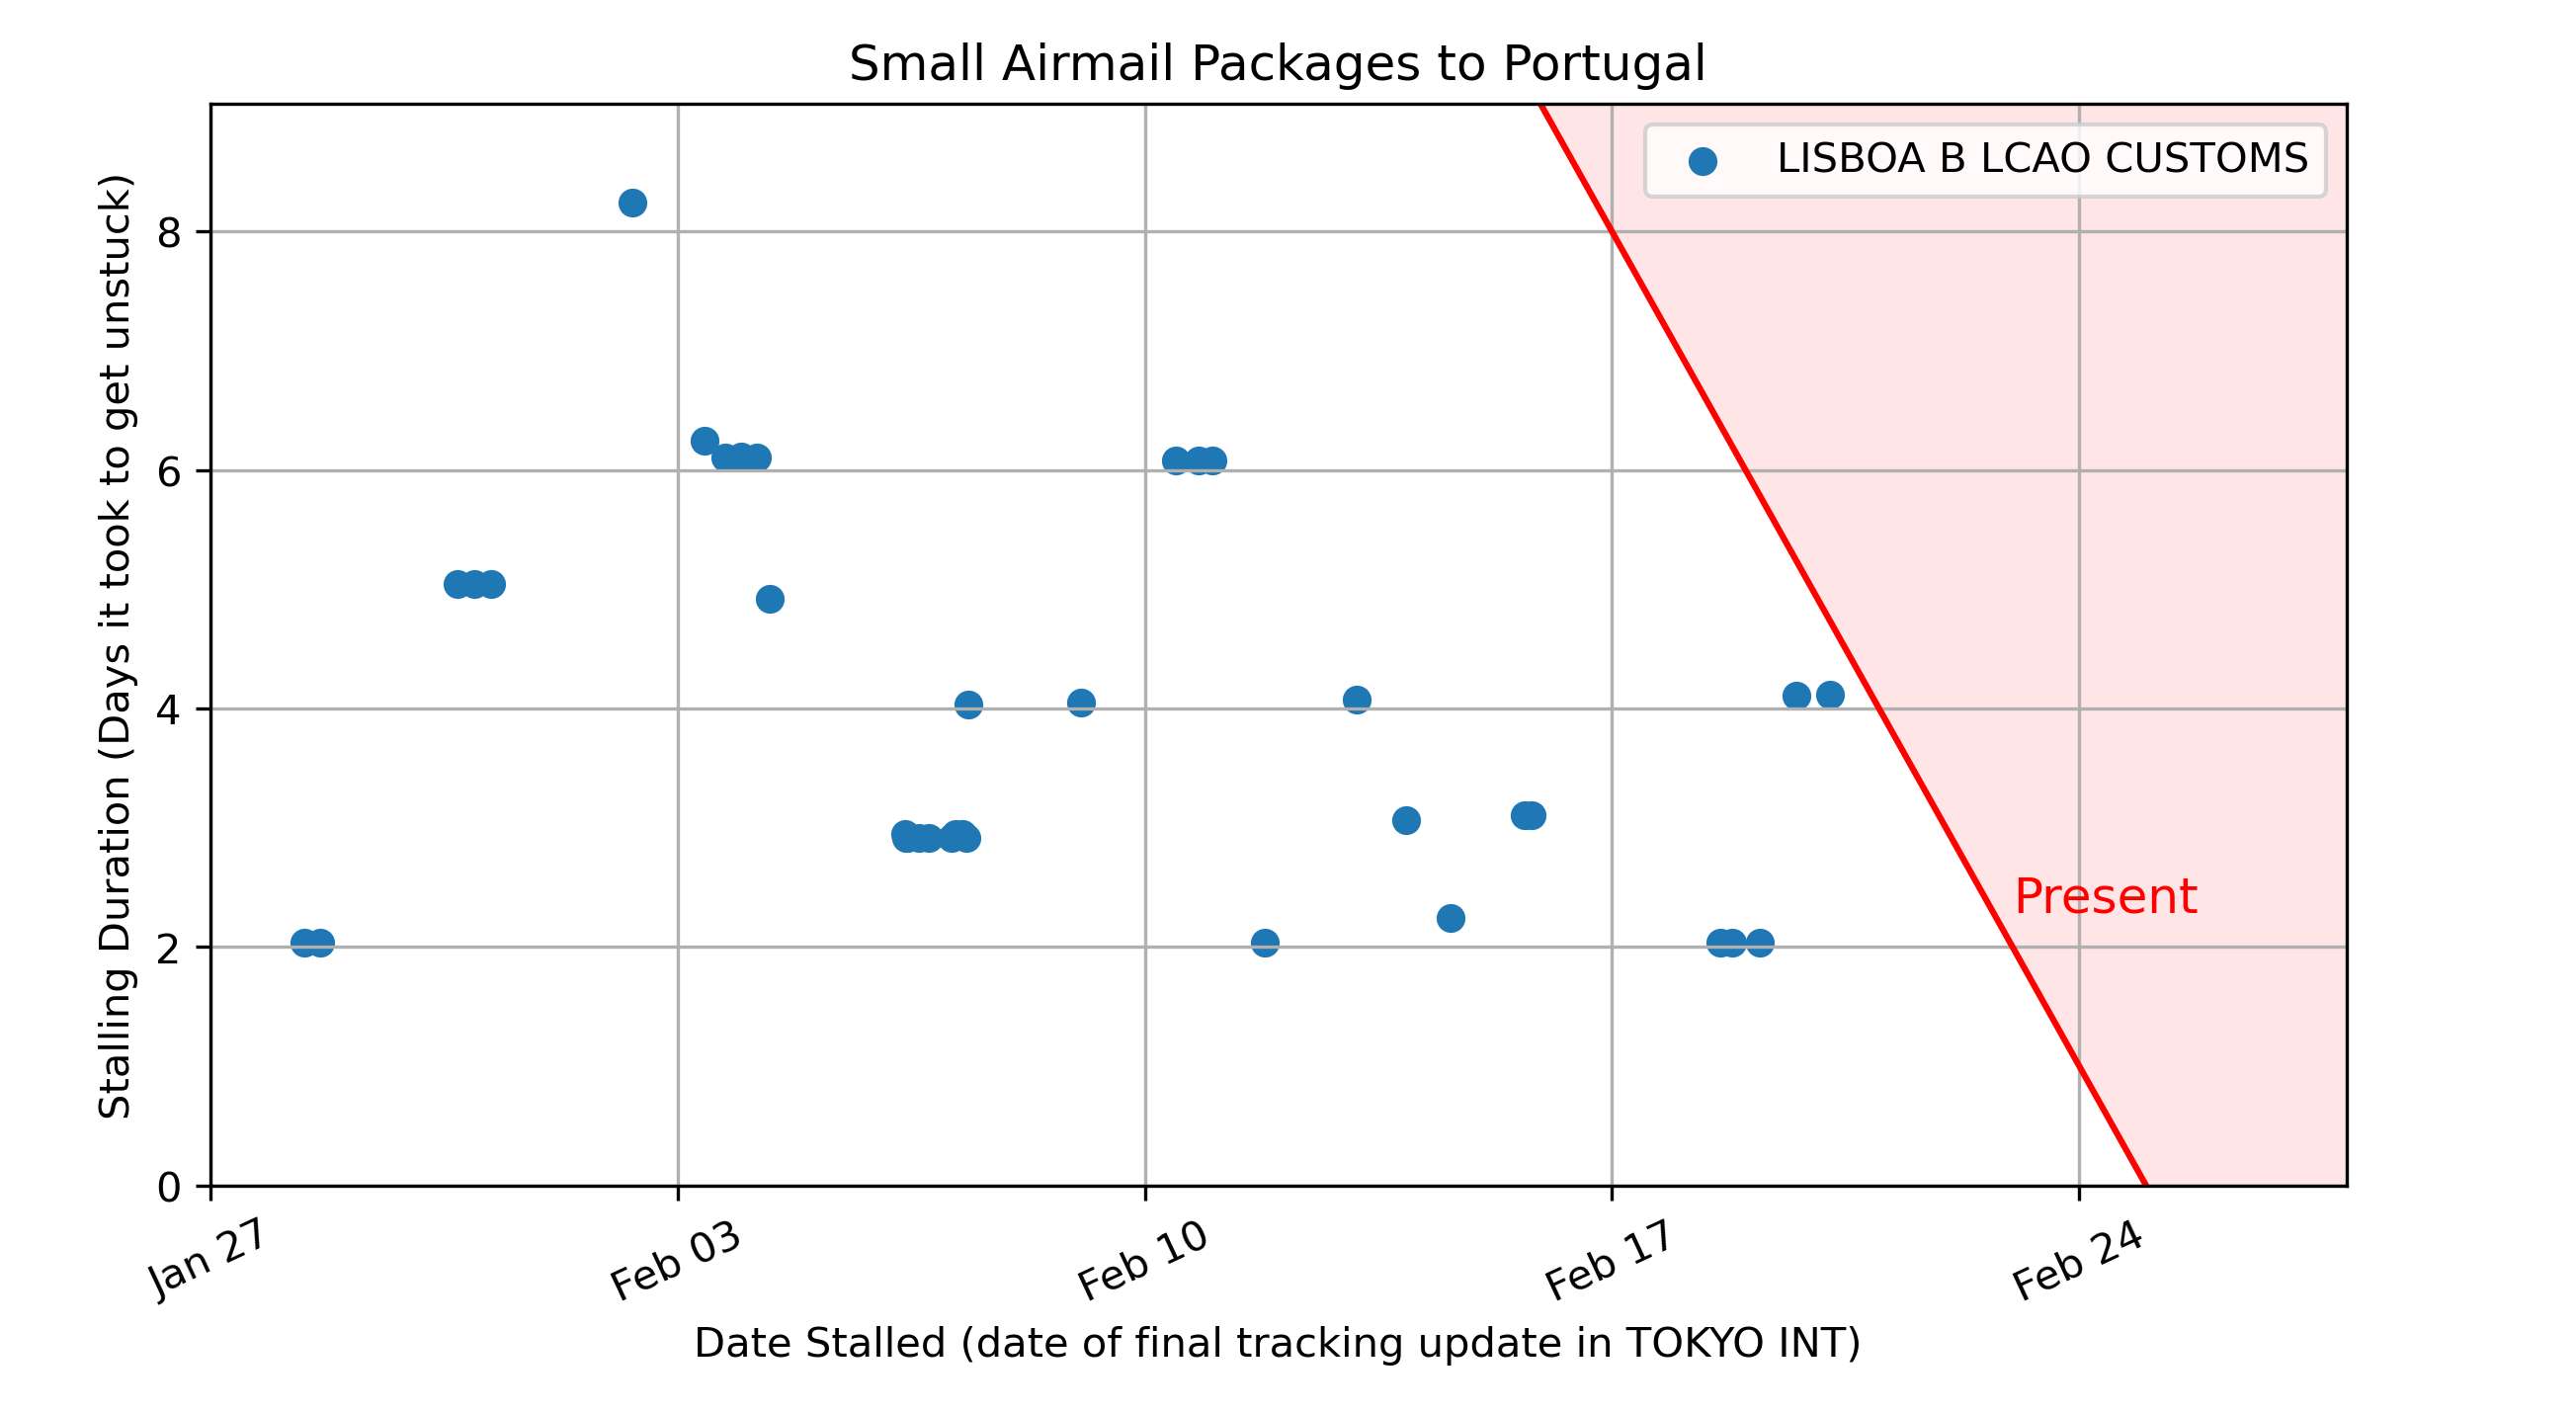 Small Airmail Packages to Portugal
LISBOA B LCAO CUSTOMS
Stalling Duration (Days it took to get unstuck)
8
6
4
2
0
Present
Jan 27
Feb 03
Feb 10
Feb 17
Feb 24
Date Stalled (date of final tracking update in TOKYO INT)